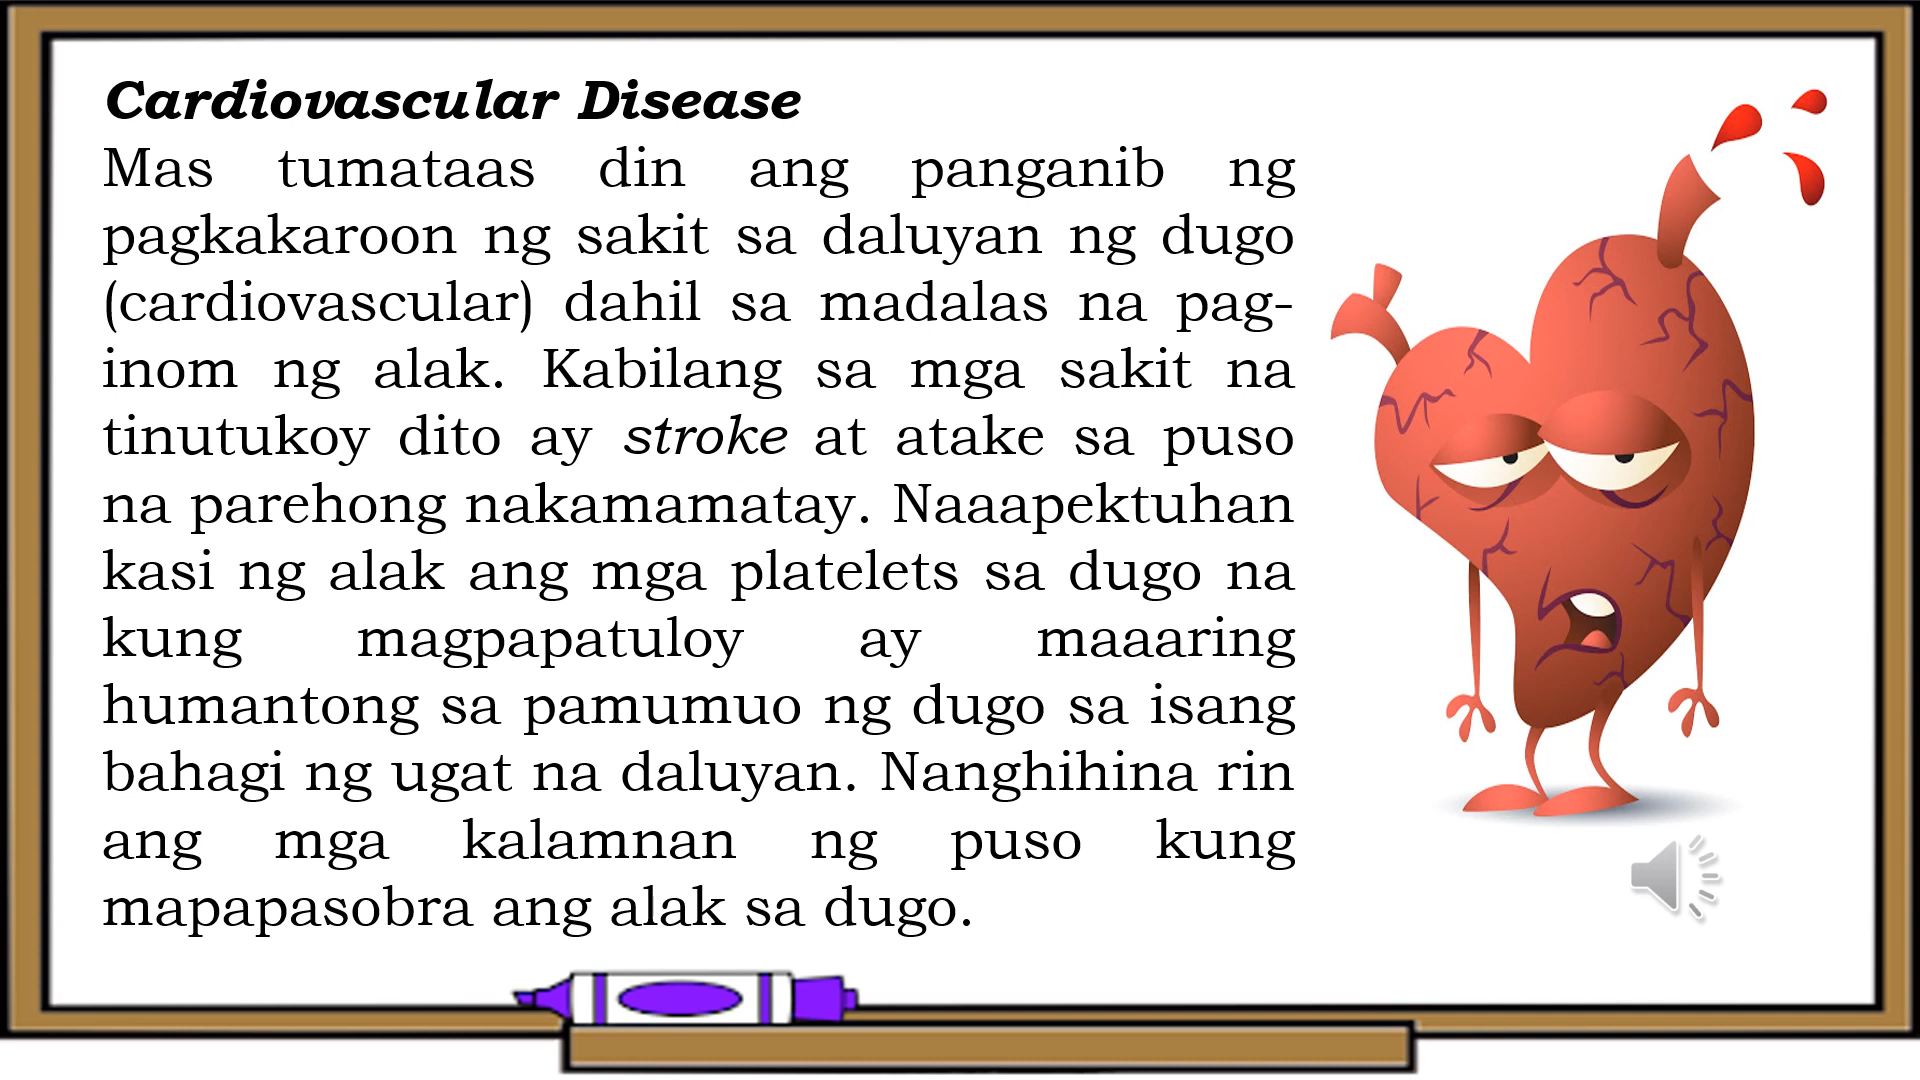 Cardiovascular Disease
Mas tumataas din ang panganib ng
pagkakaroon ng sakit sa daluyan ng dugo
(cardiovascular) dahil sa madalas na pag-
inom ng alak. Kabilang sa mga sakit na
tinutukoy dito ay stroke at atake sa puso
na parehong nakamamatay. Naaapektuhan
kasi ng alak ang mga platelets sa dugo na
kung magpapatuloy ay maaaring
humantong sa pamumuo ng dugo sa isang
bahagi ng ugat na daluyan. Nanghihina rin
ang mga kalamnan ng puso kung
mapapasobra ang alak sa dugo.